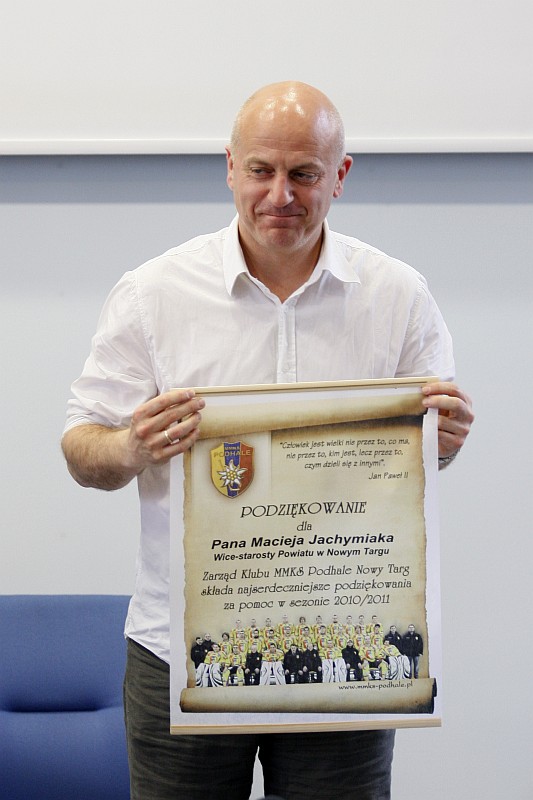 MMKS
PODHALE
"Człowiek jest wielki nie przez to, co ma,
nie przez to, kim jest, lecz przez to,
czym dzieli się z innymi".
Jan Paweł II
PODZIĘKOWANIE
dla
Pana Macieja Jachymiaka
Wice-starosty Powiatu w Nowym Targu
Zarząd Klubu MMKS Podhale Nowy Targ
składa najserdeczniejsze podziękowania
za pomoc w sezonie 2010/2011
www.mmks-podhale.pl